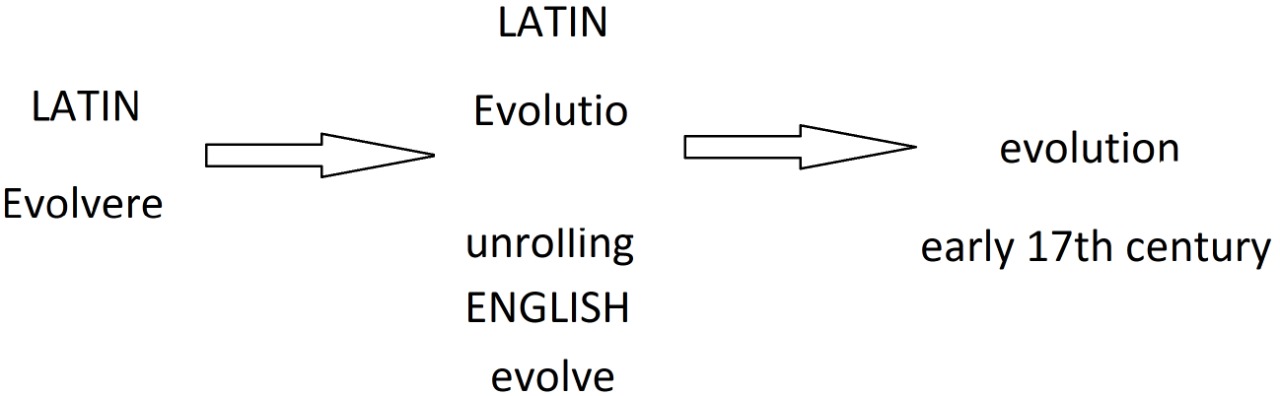 LATIN
Evolvere
LATIN
Evolutio
unrolling
ENGLISH
evolve
evolution
early 17th century